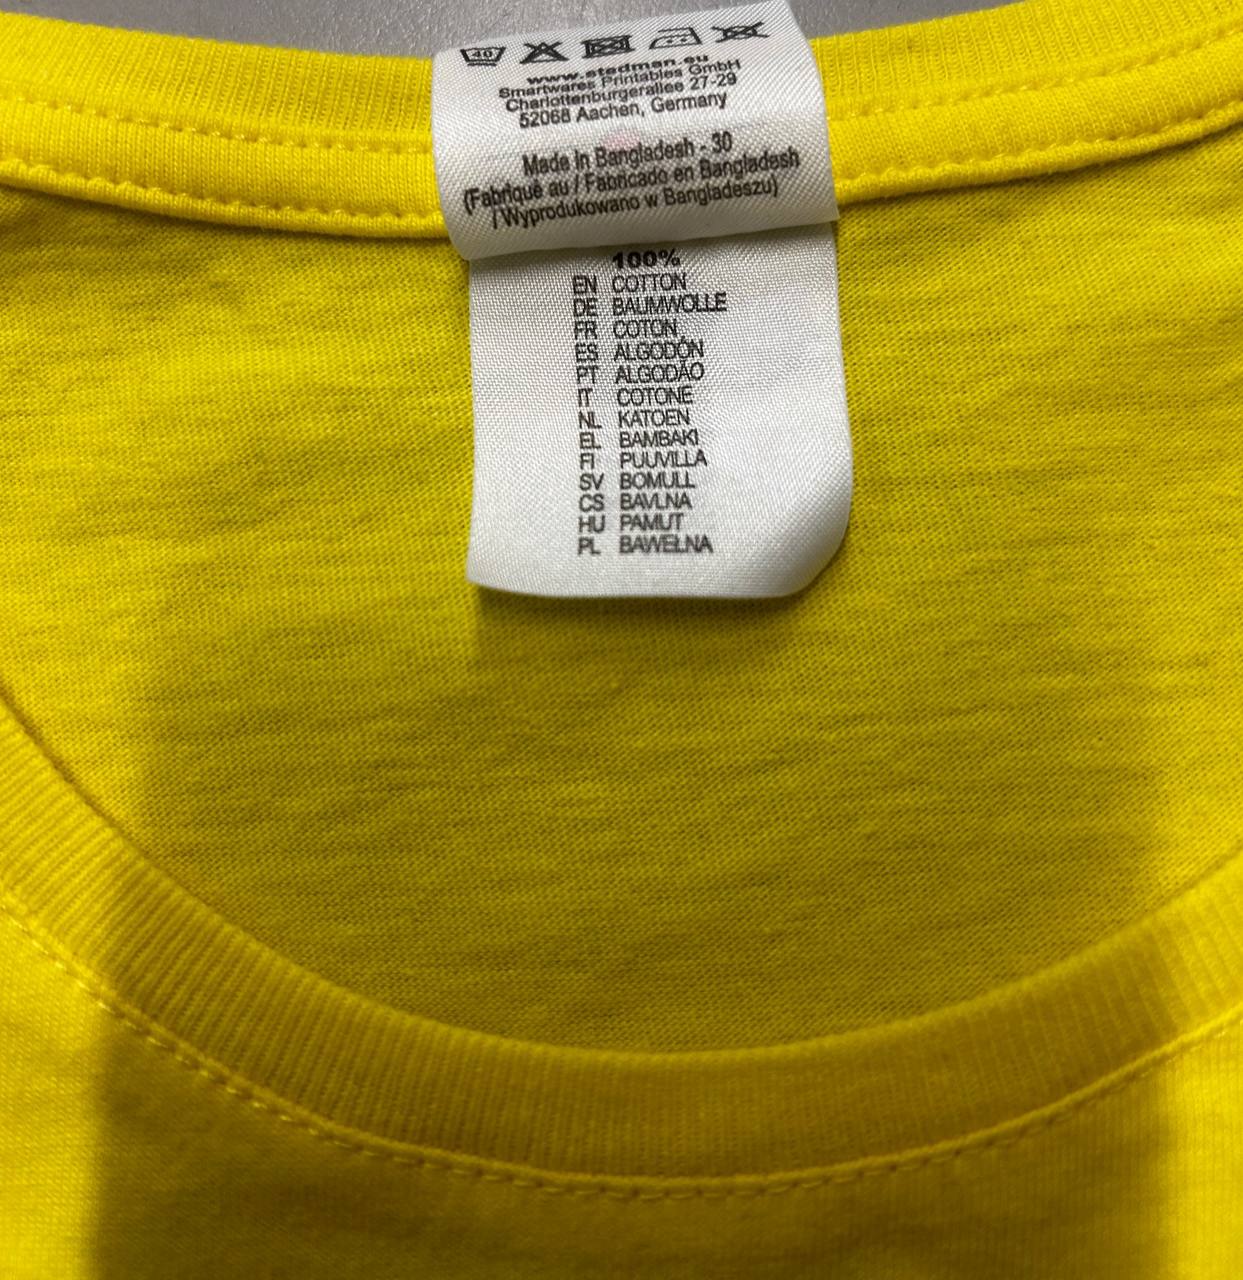 40
www.stedman.eu
Smartwares Printables GmbH
Charlottenburgerallee 27-29
52068 Aachen, Germany
Made in Bangladesh - 30
(Fabriqué au / Fabricado en Bangladesh
/ Wyprodukowano w Bangladeszu)
100%
EN COTTON
DE BAUMWOLLE
FR COTON
ES ALGODÓN
PT ALGODÃO
IT COTONE
NL KATOEN
EL BAMBAKI
FI PUUVILLA
SV BOMULL
CS BAVLNA
HU PAMUT
PL BAWEŁNA